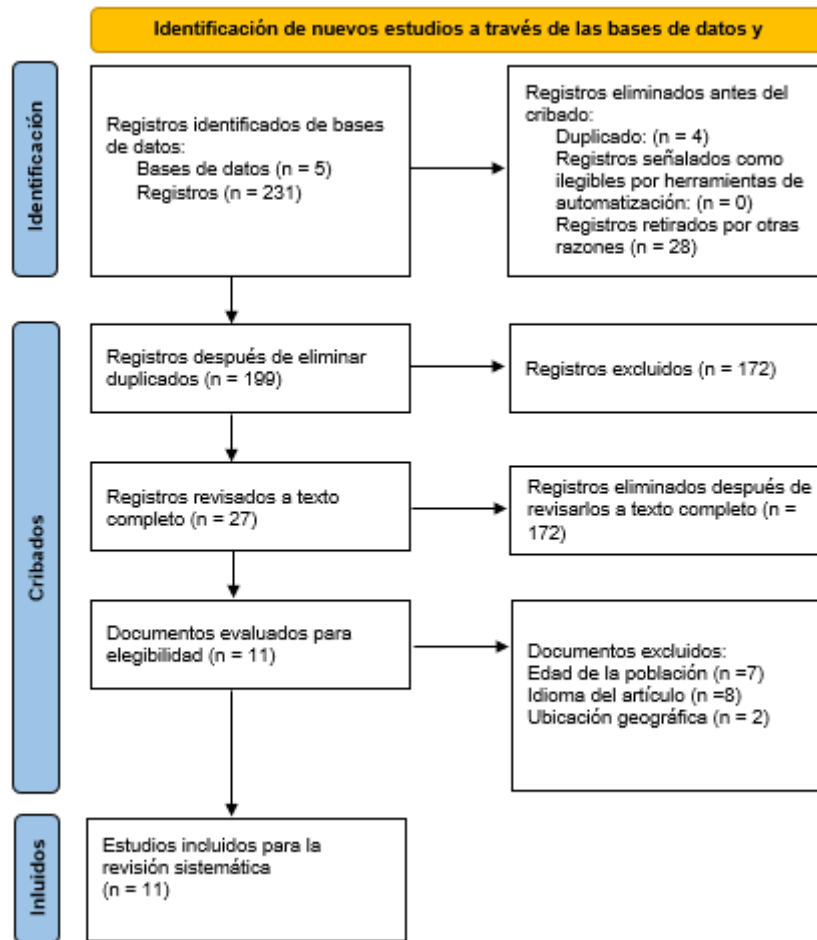 Identificación de nuevos estudios a través de las bases de datos y
Identificación
Registros identificados de bases
de datos:
Bases de datos (n = 5)
Registros (n = 231)
Registros eliminados antes del
cribado:
Duplicado: (n = 4)
Registros señalados como
ilegibles por herramientas de
automatización: (n = 0)
Registros retirados por otras
razones (n = 28)
Cribados
Registros después de eliminar
duplicados (n = 199)
Registros excluidos (n = 172)
Registros revisados a texto
completo (n = 27)
Registros eliminados después de
revisarlos a texto completo (n =
172)
Documentos evaluados para
elegibilidad (n = 11)
Documentos excluidos:
Edad de la población (n =7)
Idioma del artículo (n =8)
Ubicación geográfica (n = 2)
Inluidos
Estudios incluidos para la
revisión sistemática
(n = 11)